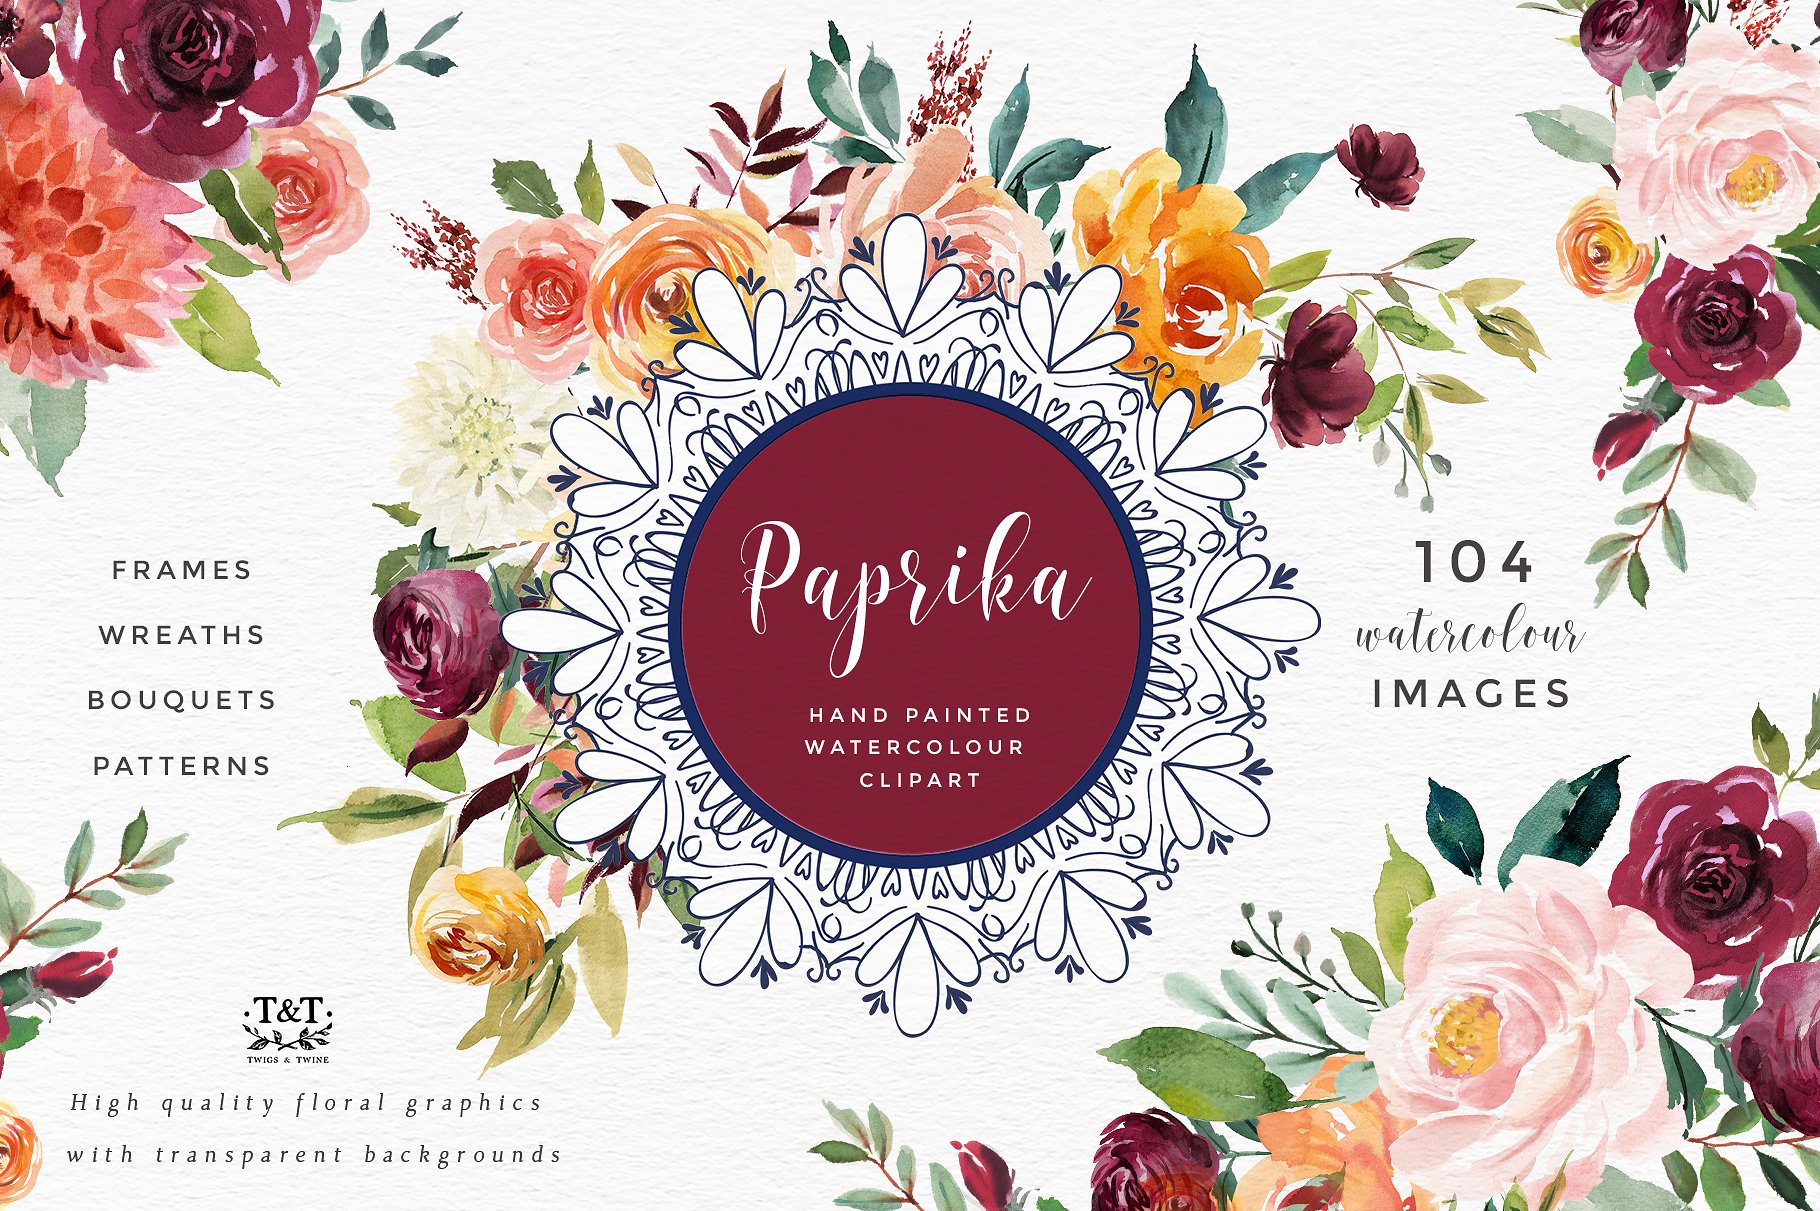 Paprika
HAND PAINTED
WATERCOLOUR
CLIPART
FRAMES
WREATHS
BOUQUETS
PATTERNS
104
watercolour
IMAGES
·T&T·
TWIGS & TWINE
High quality floral graphics
with transparent backgrounds